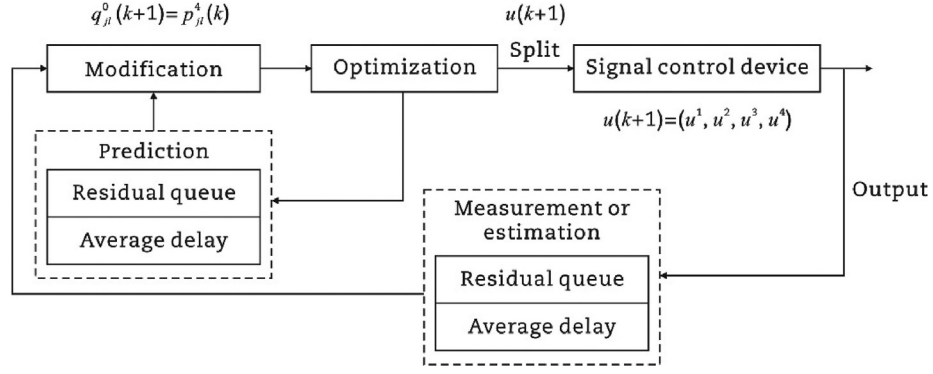 q⁰ⱼₗ(k+1)=p⁴ⱼₗ(k)
u(k+1)
Modification
Optimization
Split
Signal control device
u(k+1)=(u¹, u², u³, u⁴)
Prediction
Residual queue
Average delay
Output
Measurement or
estimation
Residual queue
Average delay